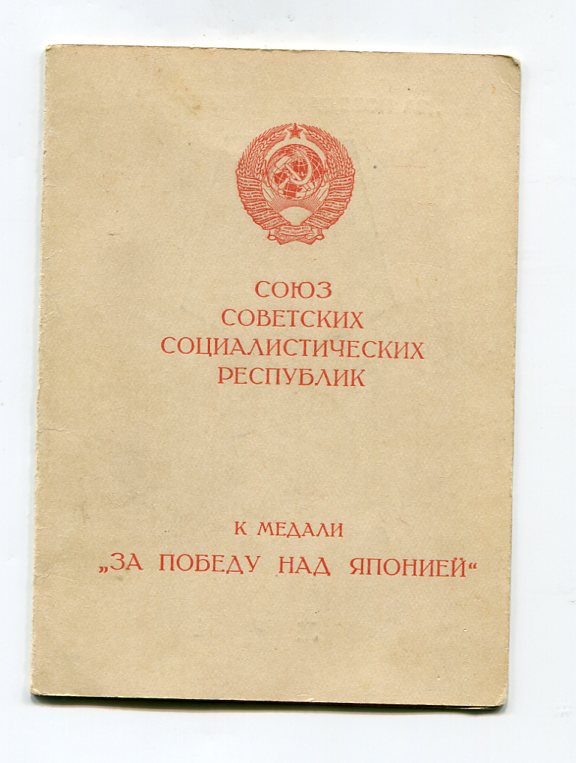 СОЮЗ
СОВЕТСКИХ
СОЦИАЛИСТИЧЕСКИХ
РЕСПУБЛИК
К МЕДАЛИ
„ЗА ПОБЕДУ НАД ЯПОНИЕЙ“